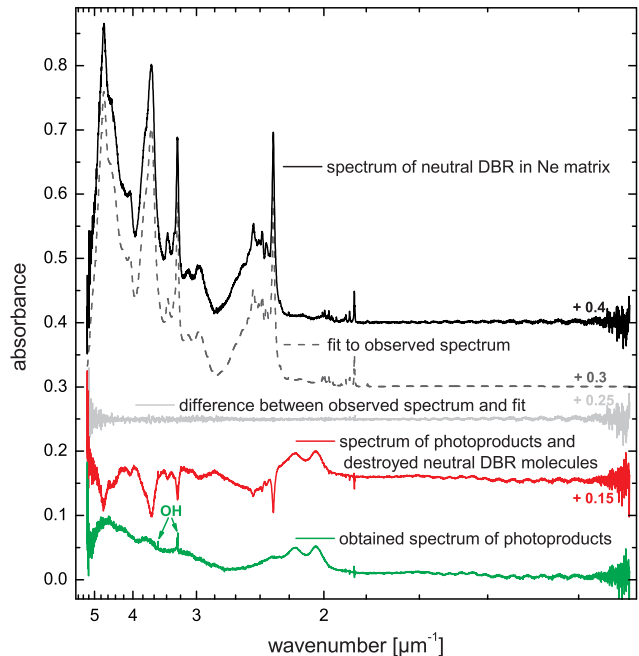 0.8
0.7
0.6
0.5
0.4
0.3
0.2
0.1
0.0
absorbance
spectrum of neutral DBR in Ne matrix
+ 0.4
fit to observed spectrum
+ 0.3
difference between observed spectrum and fit
+ 0.25
spectrum of photoproducts and
destroyed neutral DBR molecules
+ 0.15
OH
obtained spectrum of photoproducts
5 4 3 2
wavenumber [µm⁻¹]